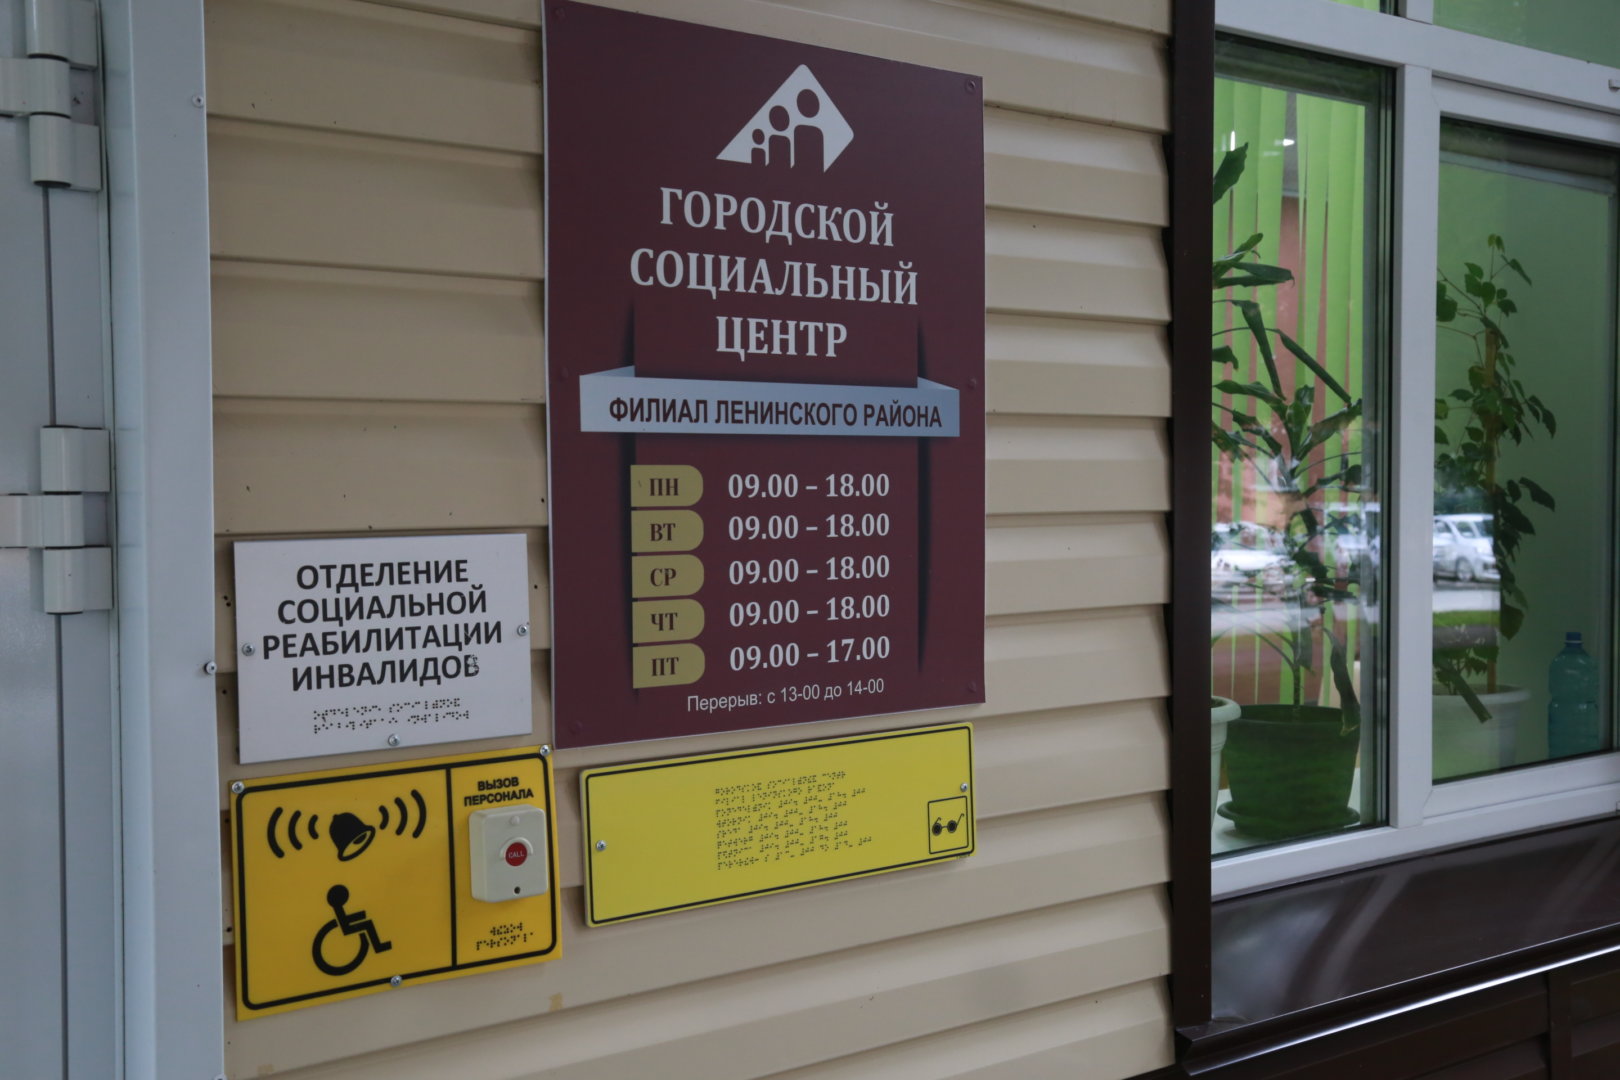 ГОРОДСКОЙ
СОЦИАЛЬНЫЙ
ЦЕНТР
ФИЛИАЛ ЛЕНИНСКОГО РАЙОНА
ПН 09.00 – 18.00
ВТ 09.00 – 18.00
СР 09.00 – 18.00
ЧТ 09.00 – 18.00
ПТ 09.00 – 17.00
Перерыв: с 13-00 до 14-00
ОТДЕЛЕНИЕ
СОЦИАЛЬНОЙ
РЕАБИЛИТАЦИИ
ИНВАЛИДОВ
ВЫЗОВ
ПЕРСОНАЛА
CALL